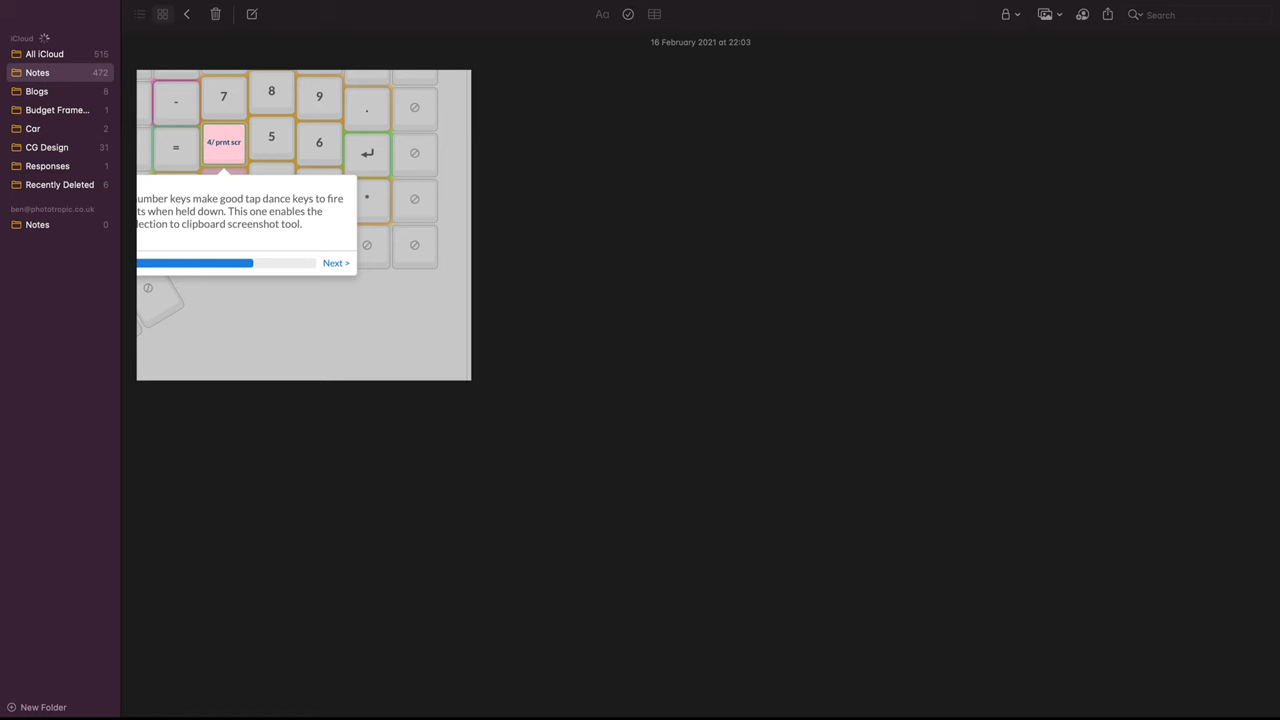 16 February 2021 at 22:03
Search
iCloud
All iCloud 515
Notes 472
Blogs 8
Budget Frame... 1
Car 2
CG Design 31
Responses 1
Recently Deleted 6
ben@phototropic.co.uk
Notes 0
New Folder
Aa
- 7 8 9 .
= 4/ prnt scr 5 6
*
umber keys make good tap dance keys to fire
ts when held down. This one enables the
lection to clipboard screenshot tool.
Next >